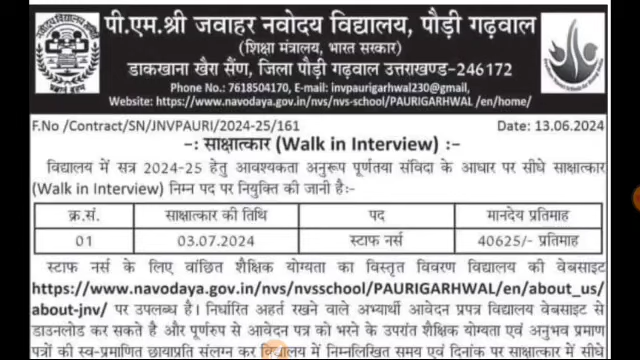 पी.एम.श्री जवाहर नवोदय विद्यालय, पौड़ी गढ़वाल
(शिक्षा मंत्रालय, भारत सरकार)
डाकखाना खैरा सैंण, जिला पौड़ी गढ़वाल उत्तराखण्ड-246172
Phone No.: 7618504170, E-mail: invpaurigarhwal230@gmail,
Website: https://www.navodaya.gov.in/nvs/nvs-school/PAURIGARHWAL /en/home/
F.No /Contract/SN/JNVPAURI/2024-25/161 Date: 13.06.2024
-: साक्षात्कार (Walk in Interview) :-
विद्यालय में सत्र 2024-25 हेतु आवश्यकता अनुरूप पूर्णतया संविदा के आधार पर सीधे साक्षात्कार
(Walk in Interview) निम्न पद पर नियुक्ति की जानी है:-
क्र.सं. साक्षात्कार की तिथि पद मानदेय प्रतिमाह
01 03.07.2024 स्टाफ नर्स 40625/- प्रतिमाह
स्टाफ नर्स के लिए वांछित शैक्षिक योग्यता का विस्तृत विवरण विद्यालय की वेबसाइट
https://www.navodaya.gov.in/nvs/nvsschool/PAURIGARHWAL/en/about_us/
about-jnv/ पर उपलब्ध है। निर्धारित अहर्त रखने वाले अभ्यार्थी आवेदन प्रपत्र विद्यालय वेबसाइट से
डाउनलोड कर सकते है और पूर्णरुप से आवेदन पत्र को भरने के उपरांत शैक्षिक योग्यता एवं अनुभव प्रमाण
पत्रों की स्व-प्रमाणित छायाप्रति संलग्न कर विद्यालय में निम्नलिखित समय एवं दिनांक पर साक्षात्कार में सीधे